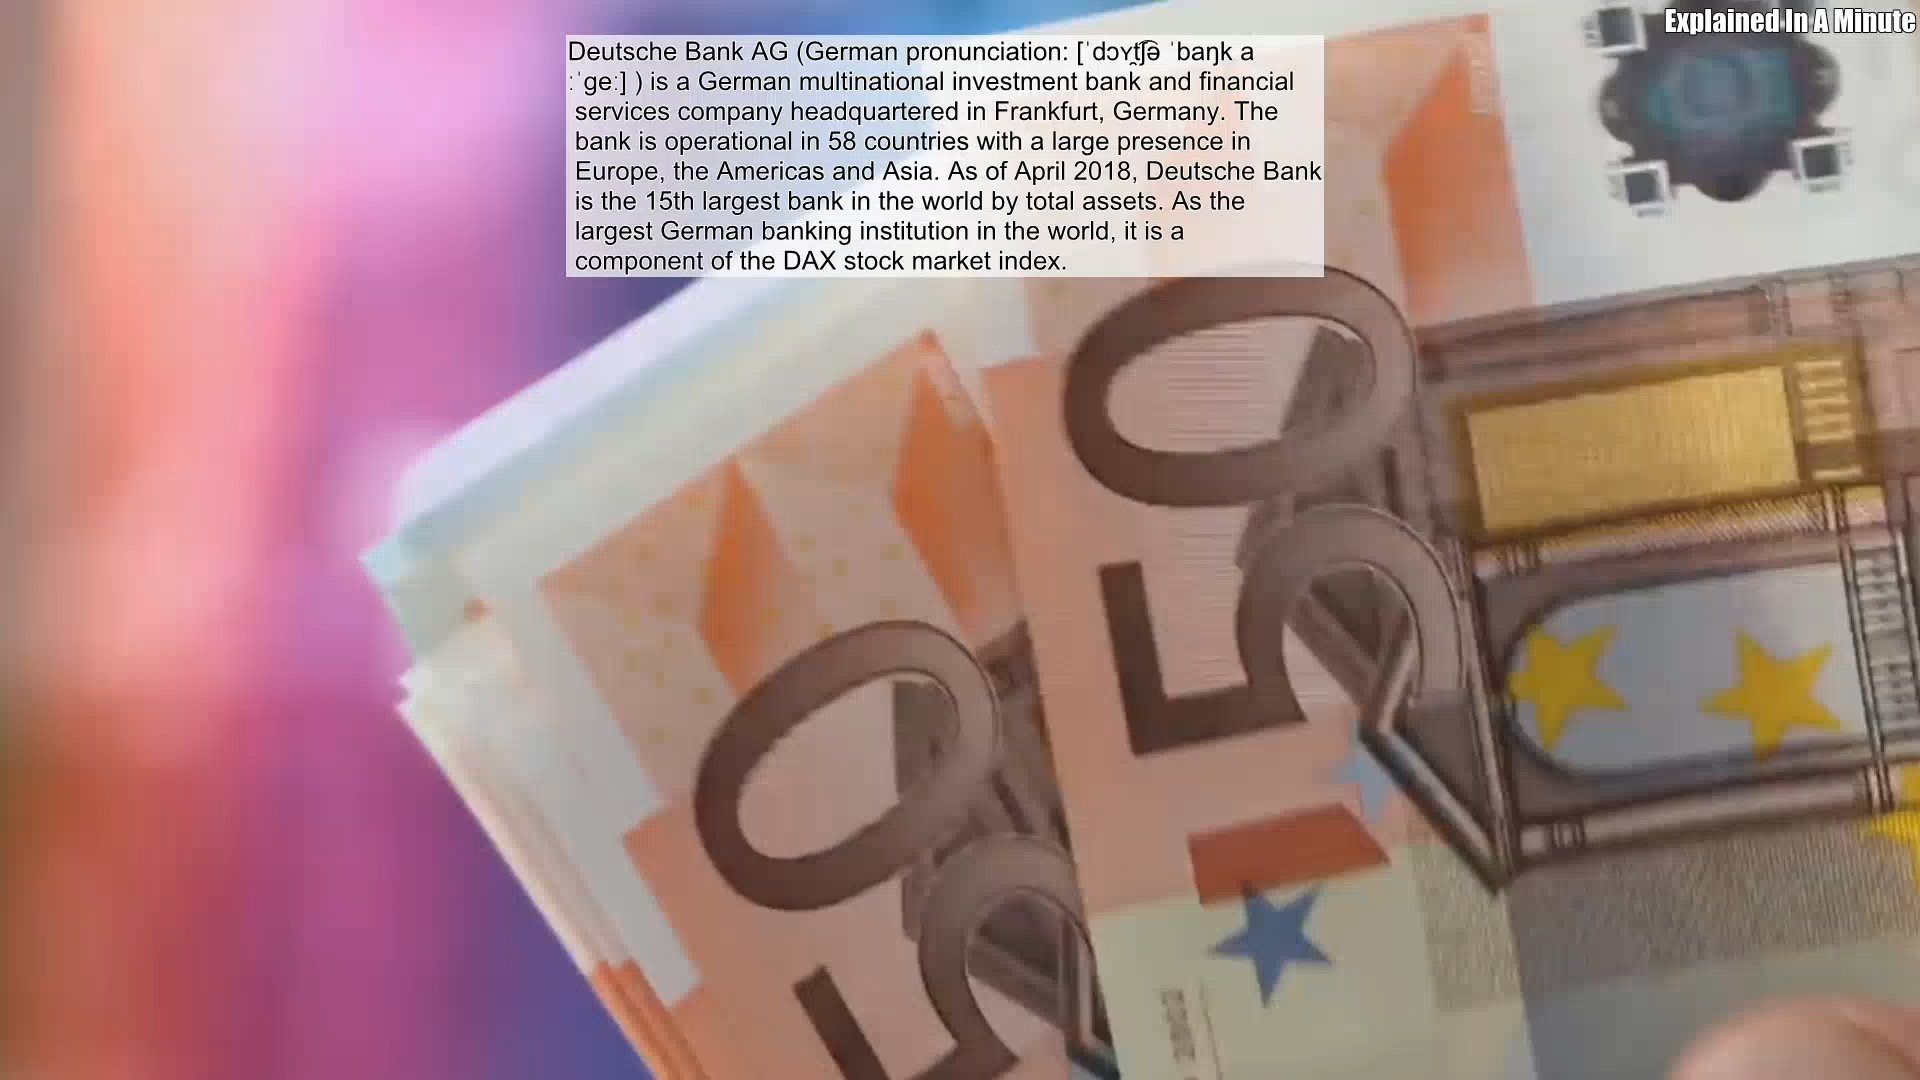 Explained In A Minute
Deutsche Bank AG (German pronunciation: [ˈdɔʏ̯t͡ʃə ˈbaŋk a
ːˈɡeː] ) is a German multinational investment bank and financial
services company headquartered in Frankfurt, Germany. The
bank is operational in 58 countries with a large presence in
Europe, the Americas and Asia. As of April 2018, Deutsche Bank
is the 15th largest bank in the world by total assets. As the
largest German banking institution in the world, it is a
component of the DAX stock market index.
50
50